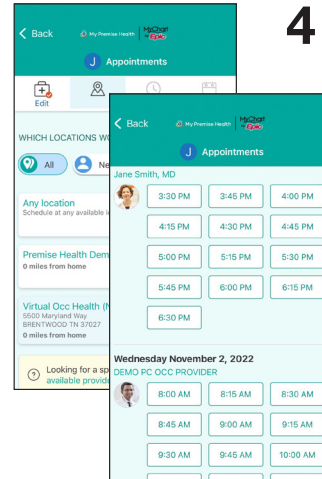 4
< Back My Premise Health MyChart by Epic
J Appointments
Edit
WHICH LOCATIONS
All
Any location
Schedule at any available
Premise Health
0 miles from home
Virtual Occ Health
5500 Maryland Way
BRENTWOOD TN 37027
0 miles from home
Looking for a
available
< Back My Premise Health MyChart by Epic
J Appointments
Jane Smith, MD
3:30 PM 3:45 PM 4:00 PM
4:15 PM 4:30 PM 4:45 PM
5:00 PM 5:15 PM 5:30 PM
5:45 PM 6:00 PM 6:15 PM
6:30 PM
Wednesday November 2, 2022
DEMO PC OCC PROVIDER
8:00 AM 8:15 AM 8:30 AM
8:45 AM 9:00 AM 9:15 AM
9:30 AM 9:45 AM 10:00 AM